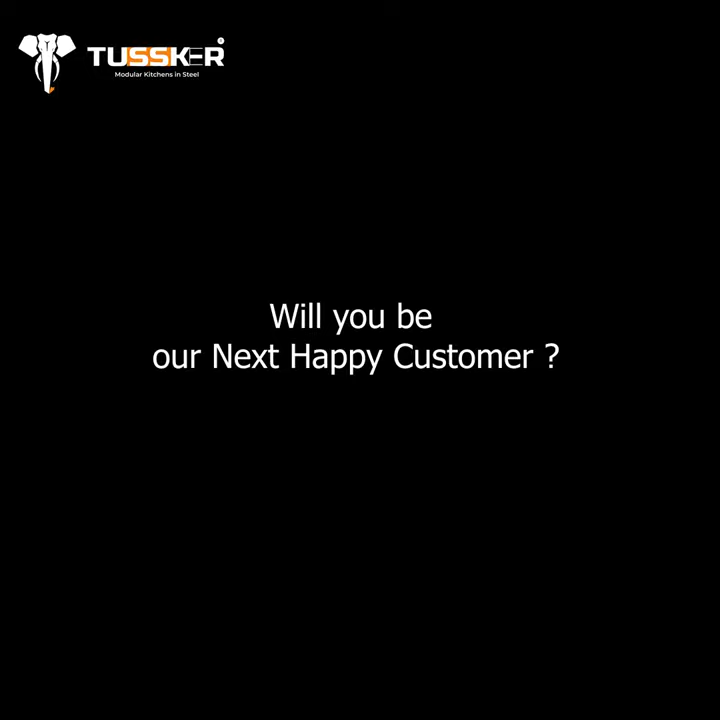 TUSSKER
Modular Kitchens in Steel
Will you be
our Next Happy Customer ?